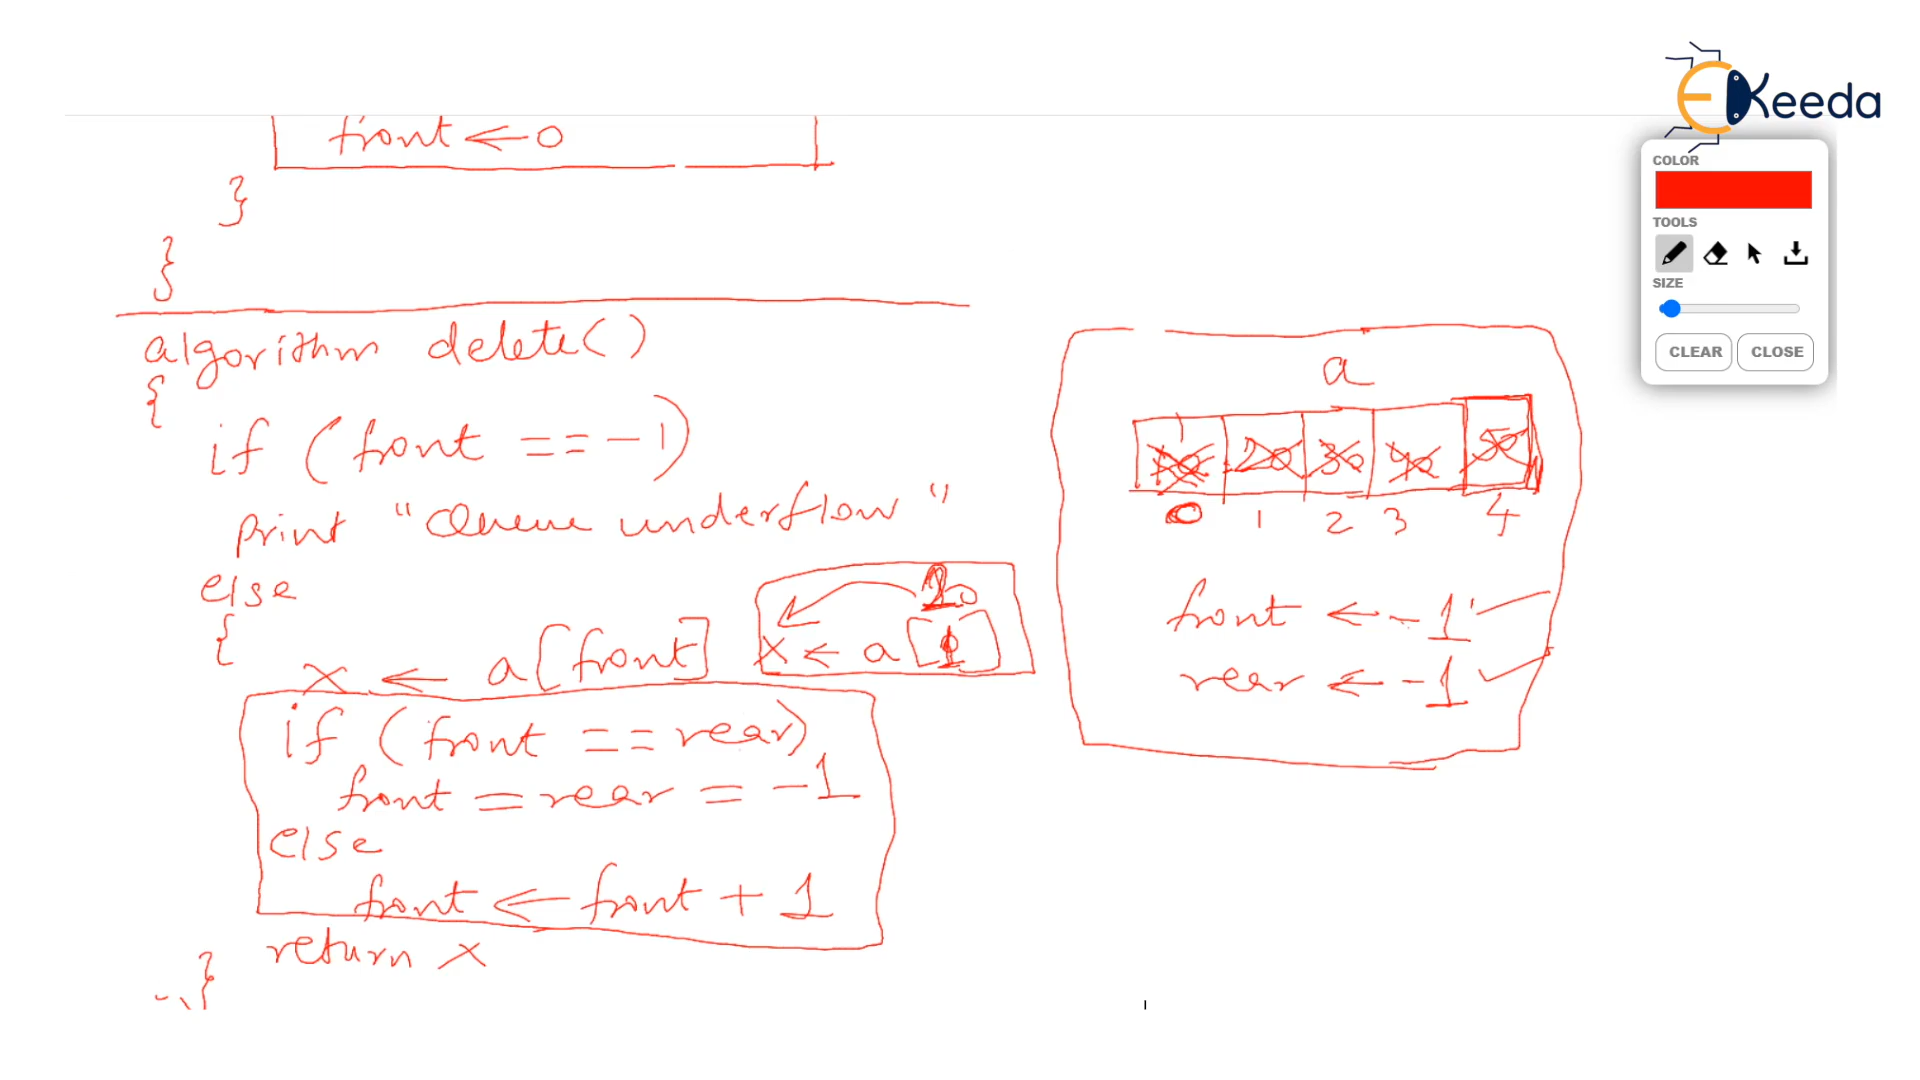 front ← 0
}
}
algorithm delete()
{
if (front == -1)
print "Queue underflow"
else
{
x ← a[front]
if (front == rear)
front = rear = -1
else
front ← front + 1
return x
}
x ← a
a
10 20 30 40 50
0 1 2 3 4
front ← -1
rear ← -1
EKeeda
COLOR
TOOLS
SIZE
CLEAR CLOSE